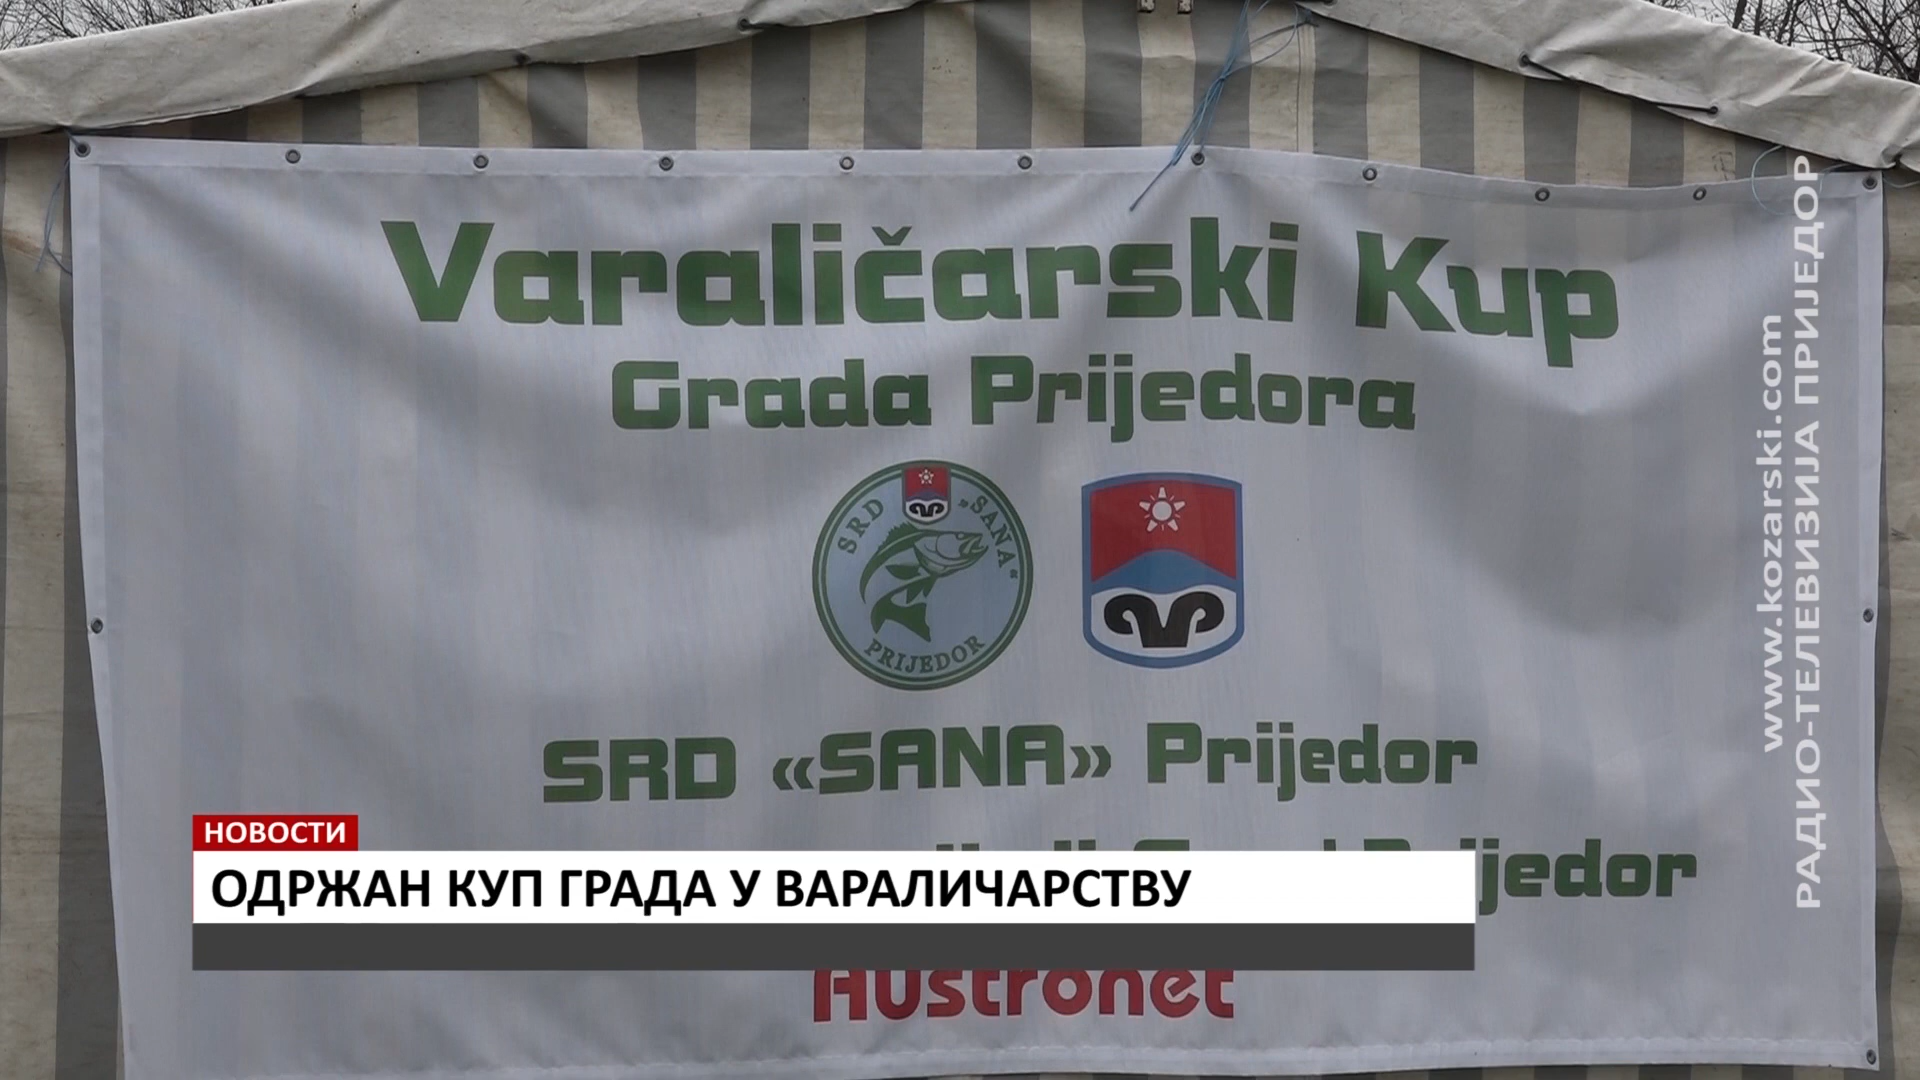 Varaličarski Kup
Grada Prijedora
SRD „SANA“
PRIJEDOR
SRD «SANA» Prijedor
Prijedor
Austronet
НОВОСТИ
ОДРЖАН КУП ГРАДА У ВАРАЛИЧАРСТВУ
www.kozarski.com
РАДИО-ТЕЛЕВИЗИЈА ПРИЈЕДОР